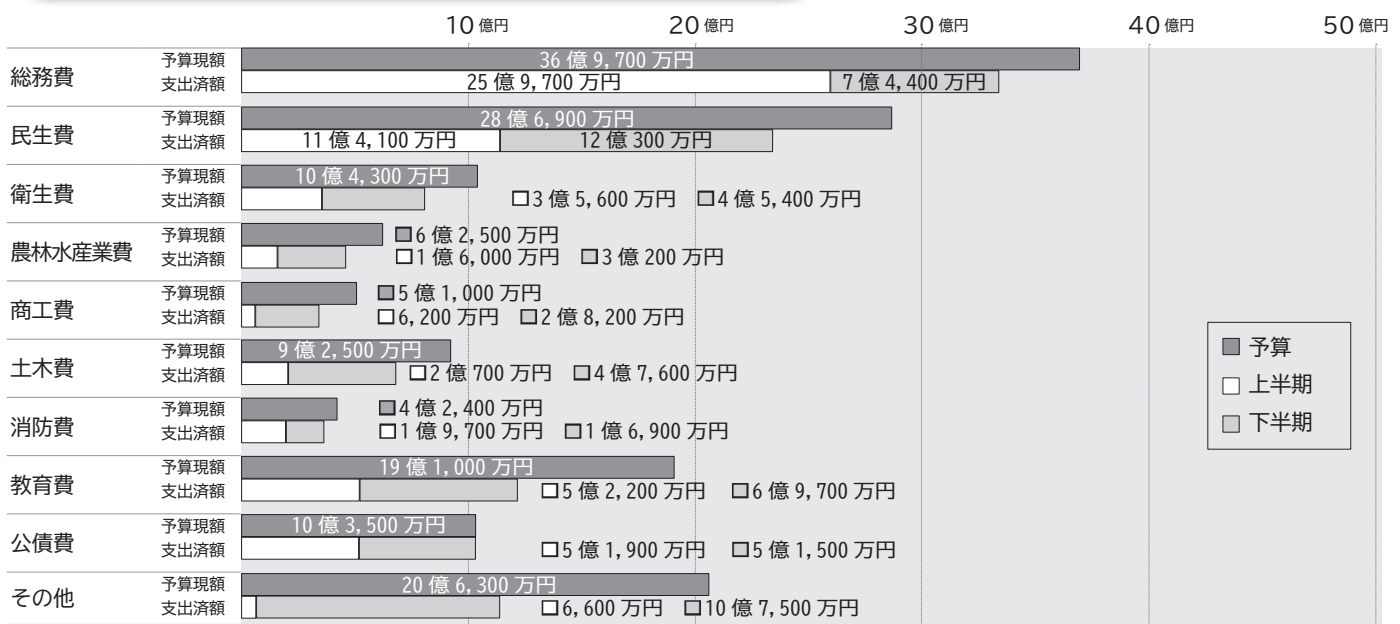 10億円 20億円 30億円 40億円 50億円
総務費 予算現額 36億9,700万円
支出済額 25億9,700万円 7億4,400万円
民生費 予算現額 28億6,900万円
支出済額 11億4,100万円 12億300万円
衛生費 予算現額 10億4,300万円
支出済額 3億5,600万円 4億5,400万円
農林水産業費 予算現額 6億2,500万円
支出済額 1億6,000万円 3億200万円
商工費 予算現額 5億1,000万円
支出済額 6,200万円 2億8,200万円
土木費 予算現額 9億2,500万円
支出済額 2億700万円 4億7,600万円
消防費 予算現額 4億2,400万円
支出済額 1億9,700万円 1億6,900万円
教育費 予算現額 19億1,000万円
支出済額 5億2,200万円 6億9,700万円
公債費 予算現額 10億3,500万円
支出済額 5億1,900万円 5億1,500万円
その他 予算現額 20億6,300万円
支出済額 6,600万円 10億7,500万円
予算
上半期
下半期